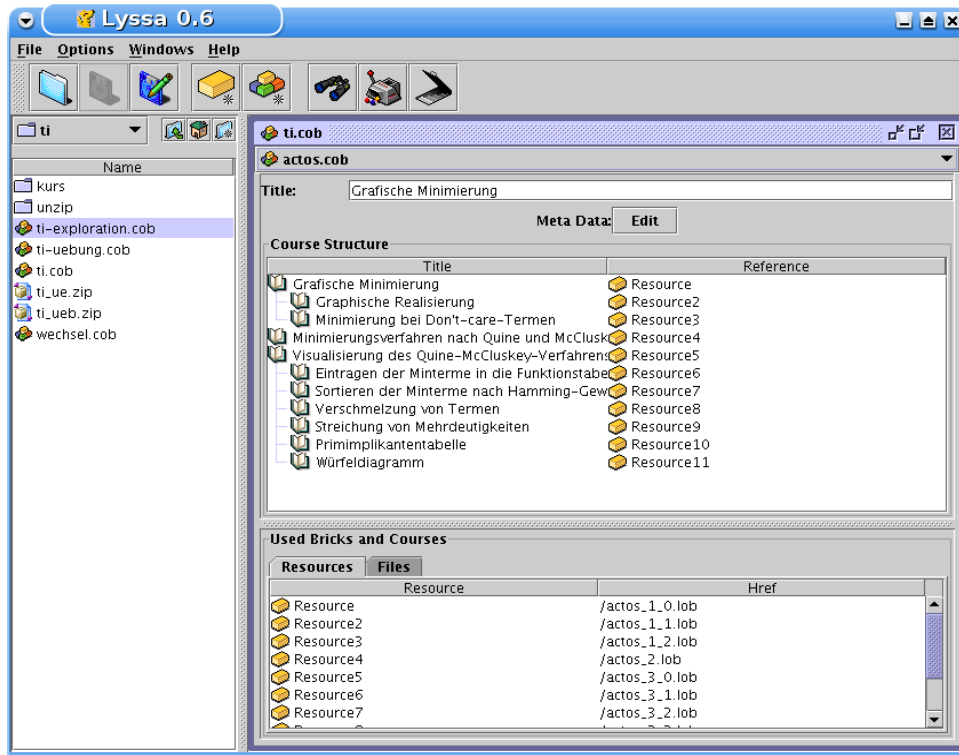 Lyssa 0.6
File Options Windows Help
ti
Name
kurs
unzip
ti-exploration.cob
ti-uebung.cob
ti.cob
ti_ue.zip
ti_ueb.zip
wechsel.cob
ti.cob
actos.cob
Title: Grafische Minimierung
Meta Data: Edit
Course Structure
Title Reference
Grafische Minimierung Resource
Graphische Realisierung Resource2
Minimierung bei Don't-care-Termen Resource3
Minimierungsverfahren nach Quine und McClusk Resource4
Visualisierung des Quine-McCluskey-Verfahrens Resource5
Eintragen der Minterme in die Funktionstabe Resource6
Sortieren der Minterme nach Hamming-Gew Resource7
Verschmelzung von Termen Resource8
Streichung von Mehrdeutigkeiten Resource9
Primimplikantentabelle Resource10
Würfeldiagramm Resource11
Used Bricks and Courses
Resources Files
Resource Href
Resource /actos_1_0.lob
Resource2 /actos_1_1.lob
Resource3 /actos_1_2.lob
Resource4 /actos_2.lob
Resource5 /actos_3_0.lob
Resource6 /actos_3_1.lob
Resource7 /actos_3_2.lob